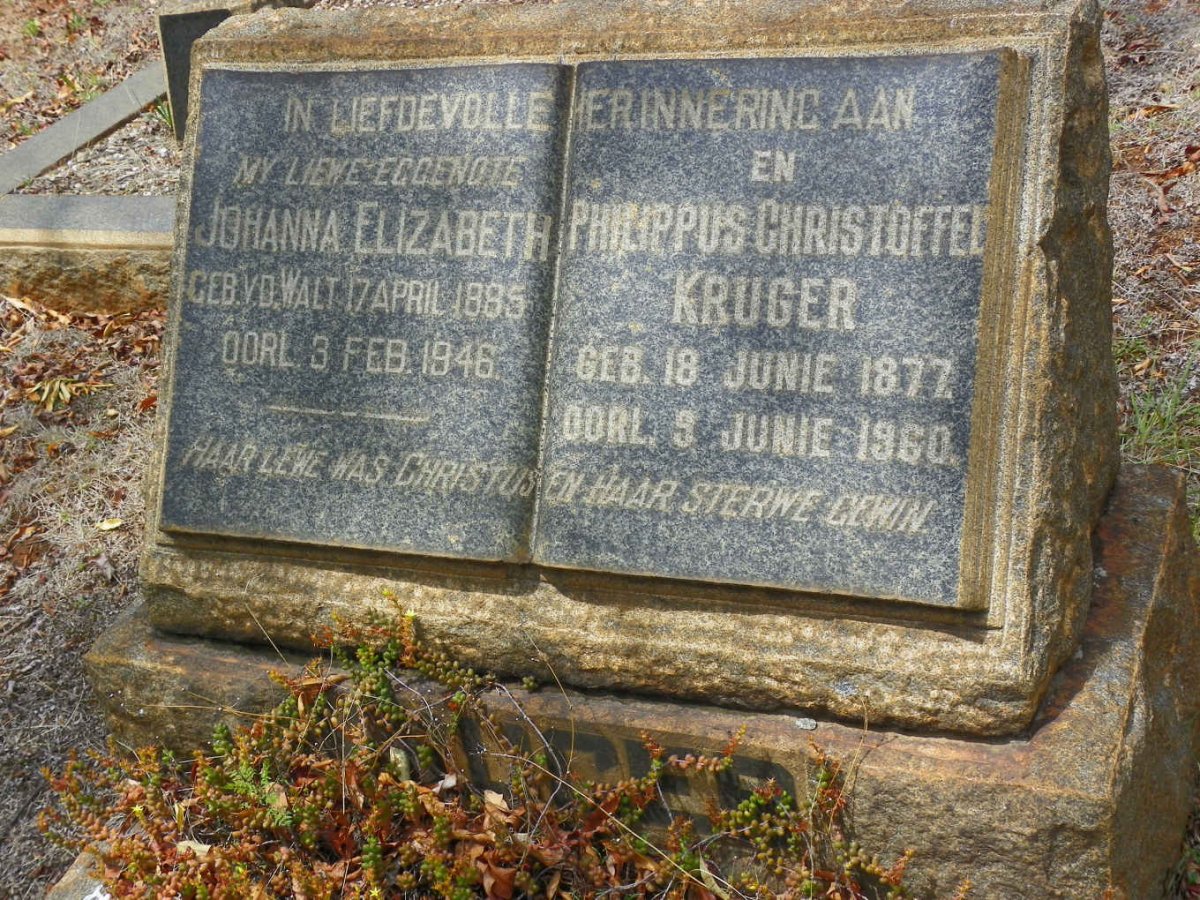 IN LIEFDEVOLLE HERINNERING AAN
MY LIEWE EGGENOTE
JOHANNA ELIZABETH
GEB. V.D. WALT 17 APRIL 1885
OORL. 3 FEB. 1946.
EN
PHILIPPUS CHRISTOFFEL
KRUGER
GEB. 18 JUNIE 1877.
OORL. 9 JUNIE 1960.
HAAR LEWE WAS CHRISTUS EN HAAR STERWE GEWIN